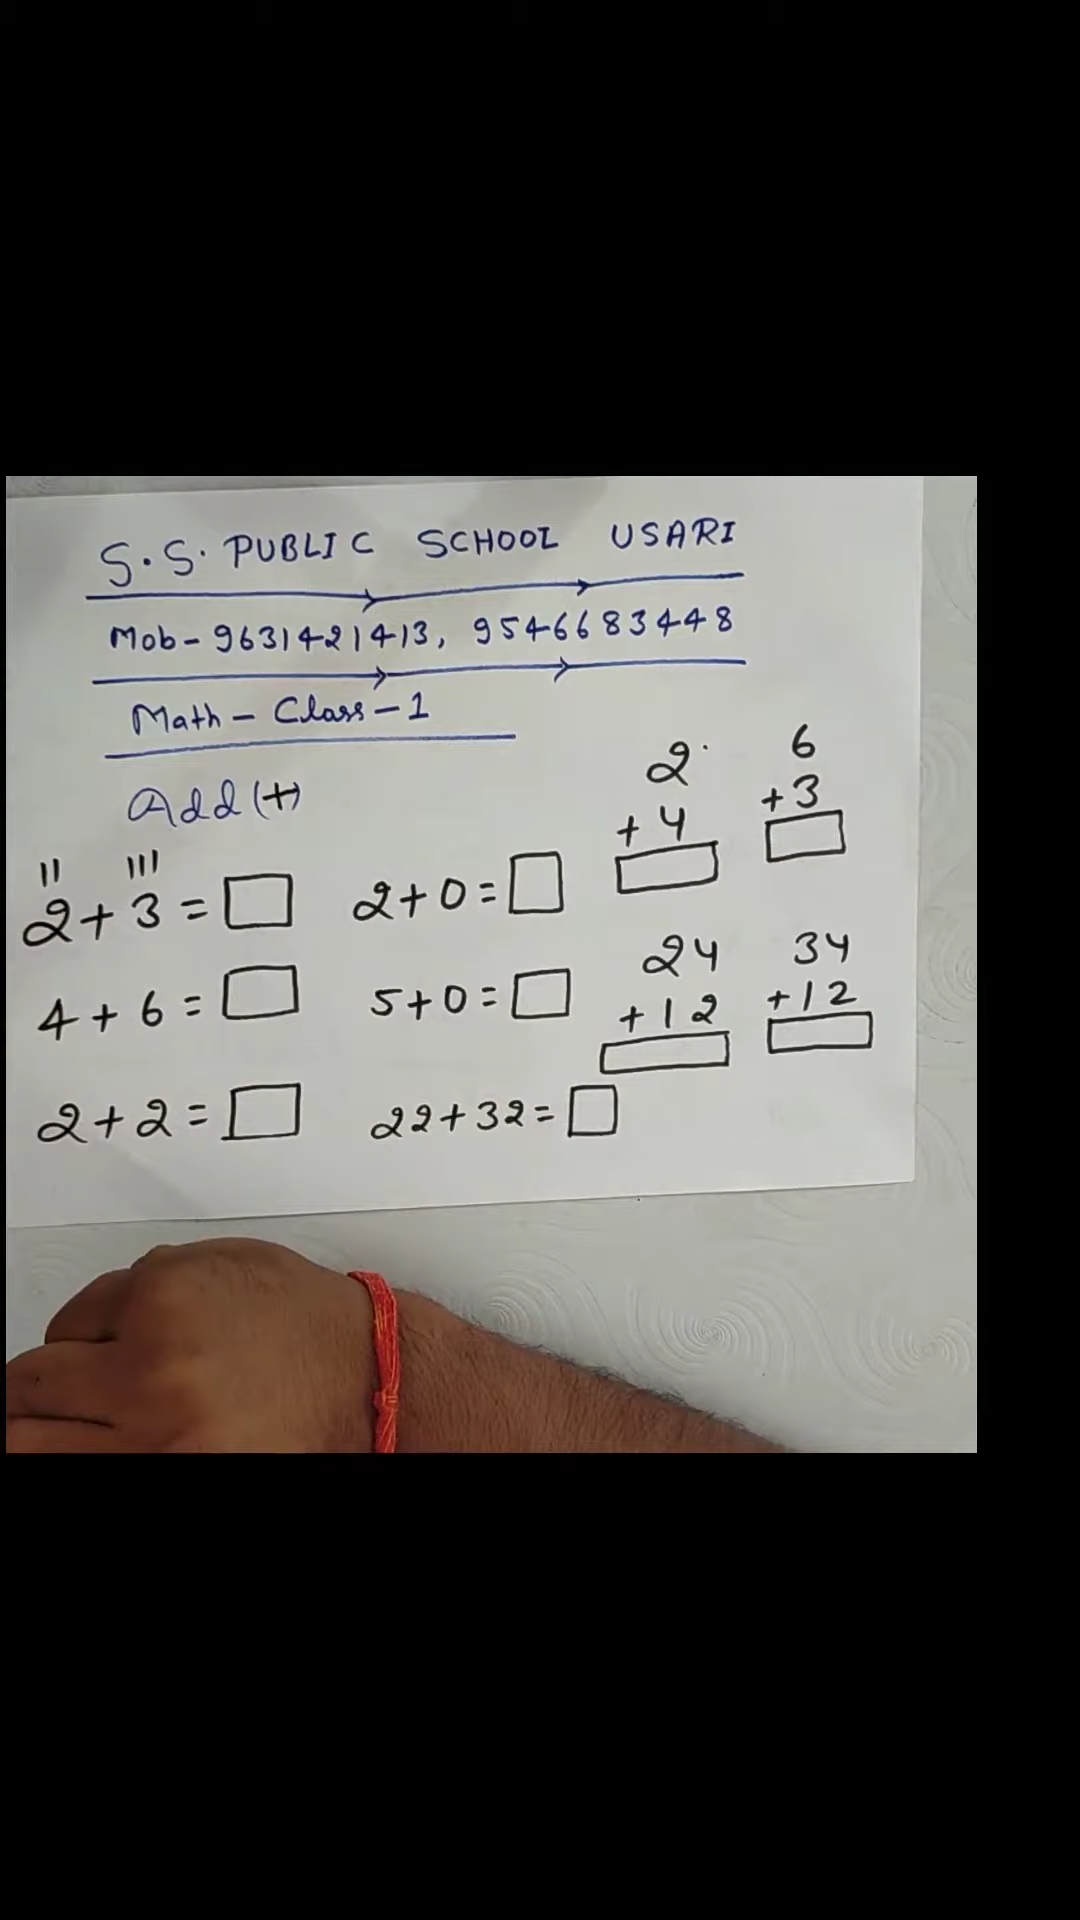 S.S. PUBLIC SCHOOL USARI
Mob-9631421413, 9546683448
Math - Class-1
Add (+)
|| |||
2 + 3 = □
4 + 6 = □
2 + 2 = □
2 + 0 = □
5 + 0 = □
22 + 32 = □
2
+ 4
6
+ 3
24
+ 12
34
+ 12